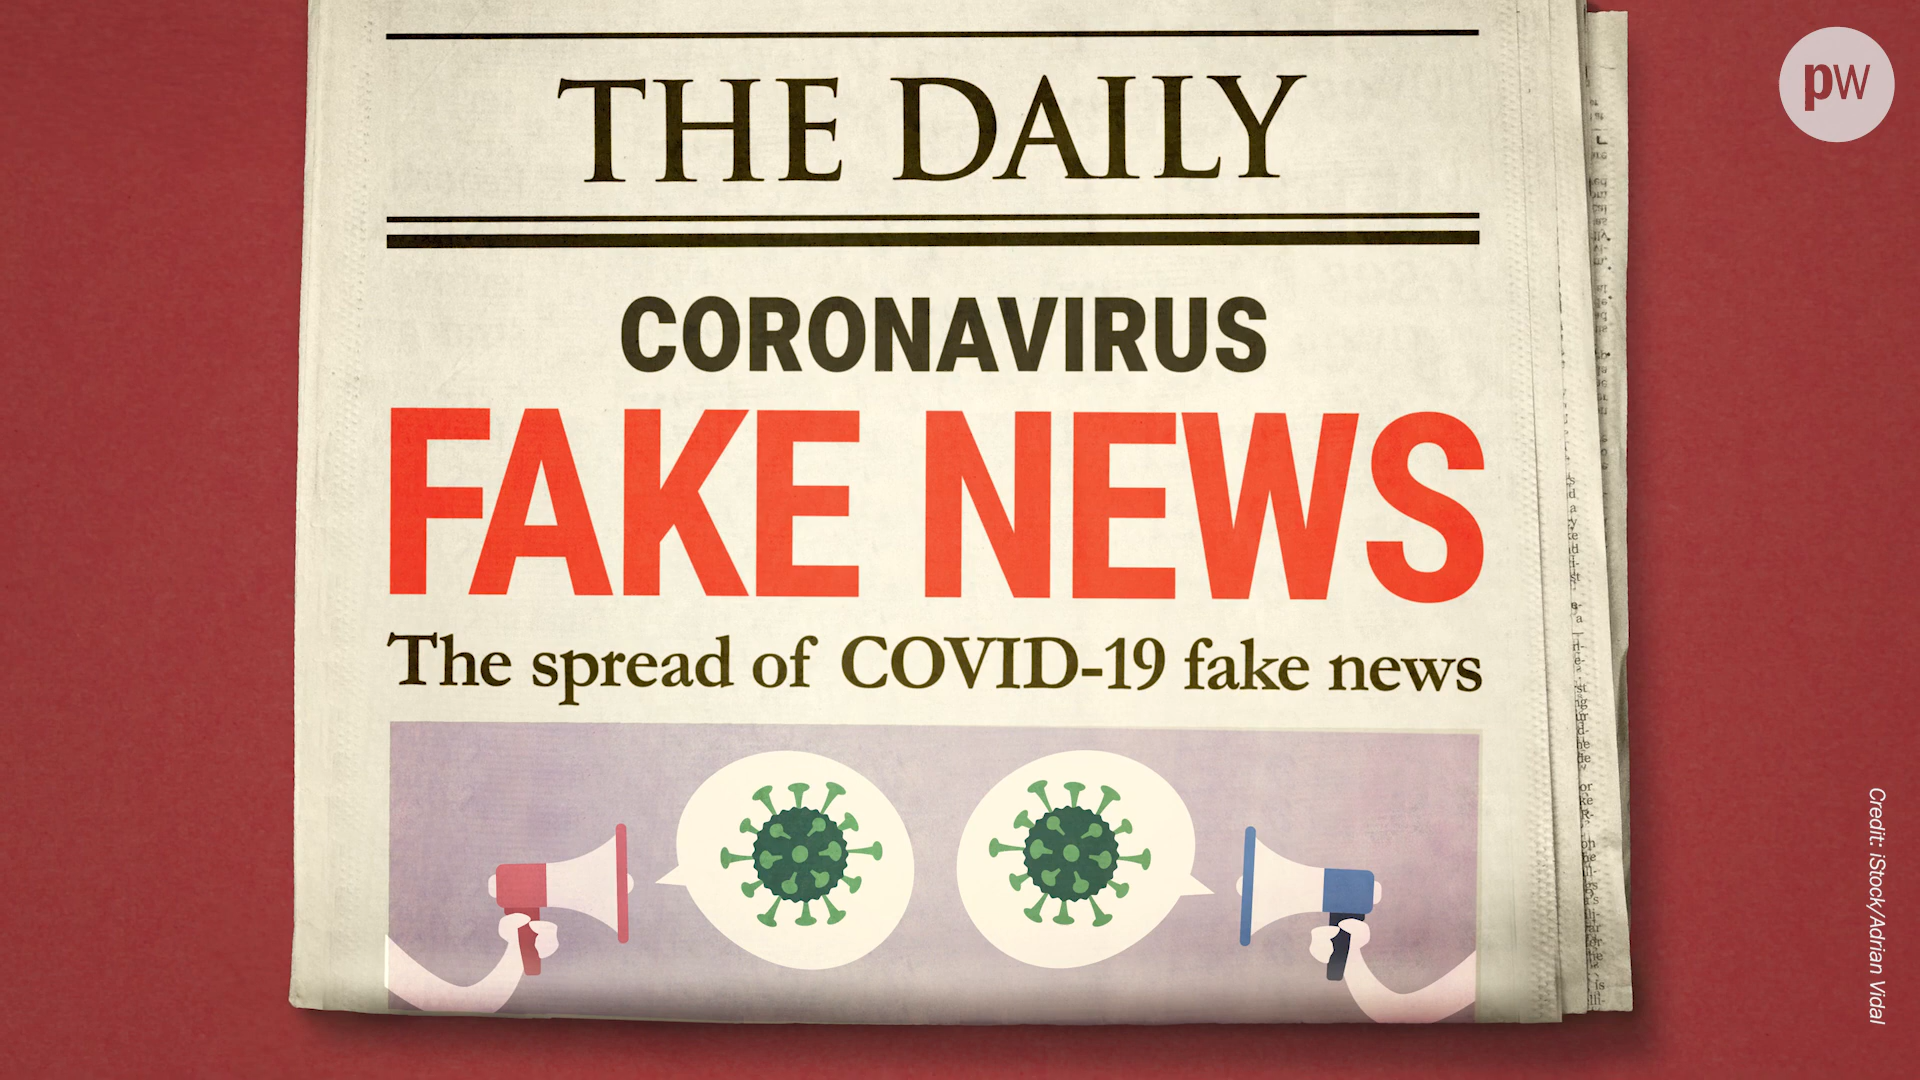 THE DAILY
pw
CORONAVIRUS
FAKE NEWS
The spread of COVID-19 fake news
Credit: iStock/Adrian Vidal